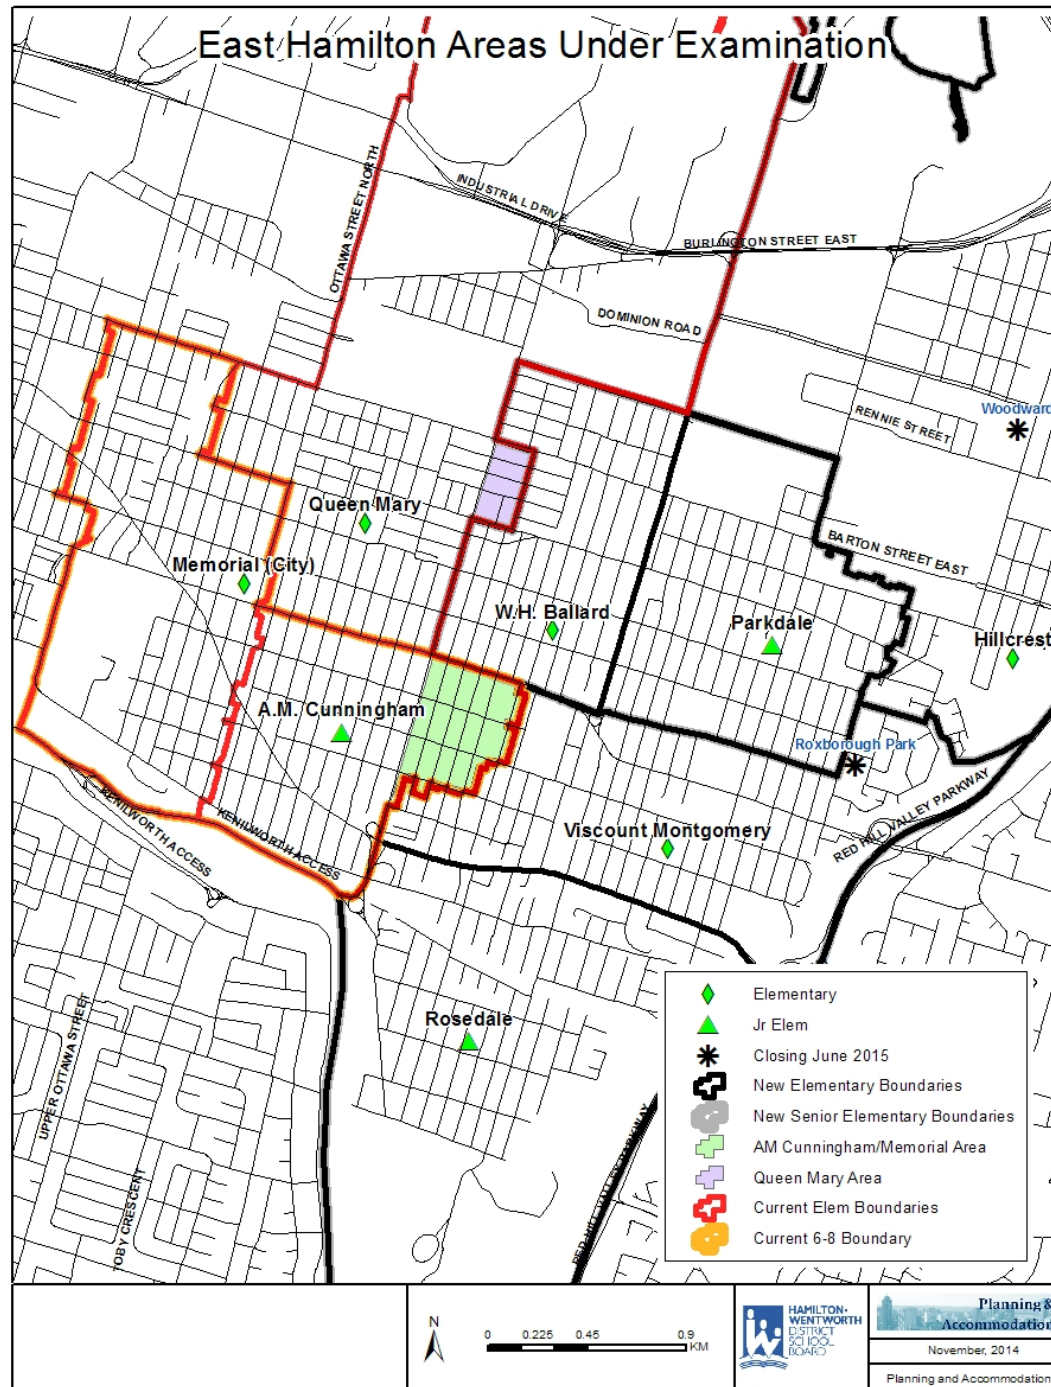 East Hamilton Areas Under Examination
OTTAWA STREET NORTH
INDUSTRIAL DRIVE
BURLINGTON STREET EAST
DOMINION ROAD
Woodward
RENNIE STREET
Queen Mary
BARTON STREET EAST
Memorial (City)
W.H. Ballard
Parkdale
Hillcrest
A.M. Cunningham
Roxborough Park
KENILWORTH ACCESS
KENILWORTH ACCESS
Viscount Montgomery
RED HILL VALLEY PARKWAY
Rosedale
UPPER OTTAWA STREET
TOBY CRESCENT
RED HILL VALLEY PARKWAY
Elementary
Jr Elem
Closing June 2015
New Elementary Boundaries
New Senior Elementary Boundaries
AM Cunningham/Memorial Area
Queen Mary Area
Current Elem Boundaries
Current 6-8 Boundary
N
0 0.225 0.45 0.9
KM
HAMILTON-
WENTWORTH
DISTRICT
SCHOOL
BOARD
Planning &
Accommodation
November, 2014
Planning and Accommodation